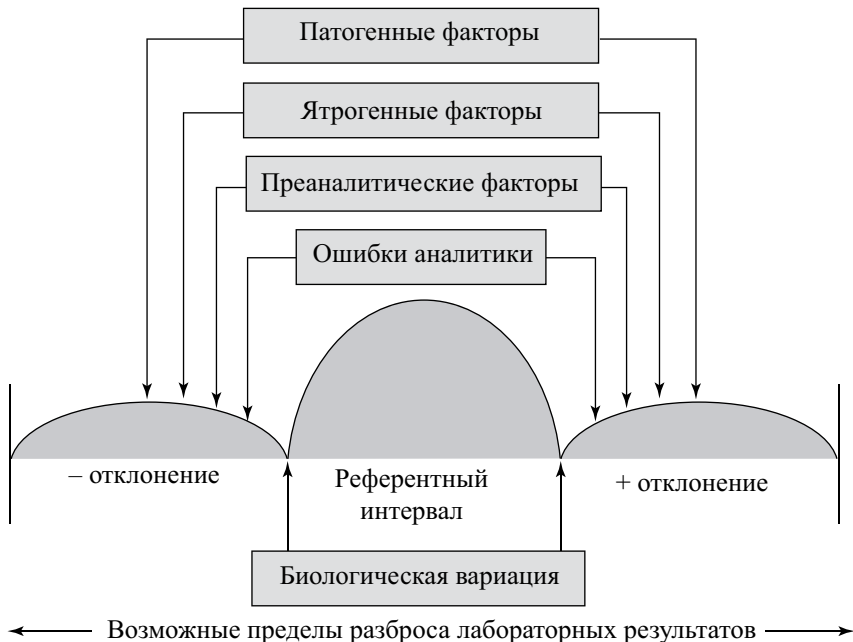 Патогенные факторы
Ятрогенные факторы
Преаналитические факторы
Ошибки аналитики
– отклонение
Референтный
интервал
+ отклонение
Биологическая вариация
Возможные пределы разброса лабораторных результатов